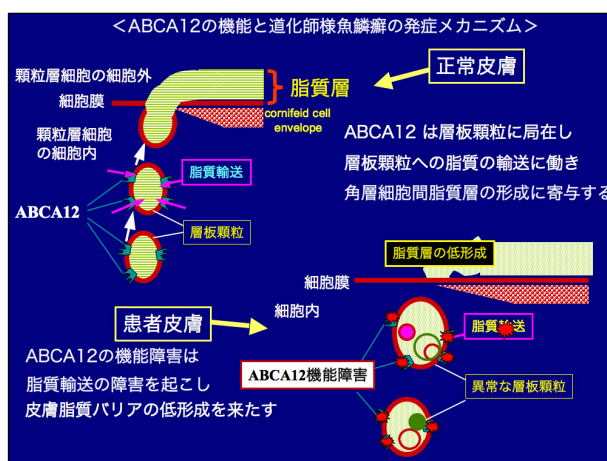 ＜ABCA12の機能と道化師様魚鱗癬の発症メカニズム＞
正常皮膚
顆粒層細胞の細胞外
細胞膜
脂質層
cornifeid cell
envelope
顆粒層細胞
の細胞内
ABCA12 は層板顆粒に局在し
層板顆粒への脂質の輸送に働き
角層細胞間脂質層の形成に寄与する
脂質輸送
ABCA12
層板顆粒
脂質層の低形成
細胞膜
細胞内
患者皮膚
脂質輸送
ABCA12の機能障害は
脂質輸送の障害を起こし
皮膚脂質バリアの低形成を来たす
ABCA12機能障害
異常な層板顆粒